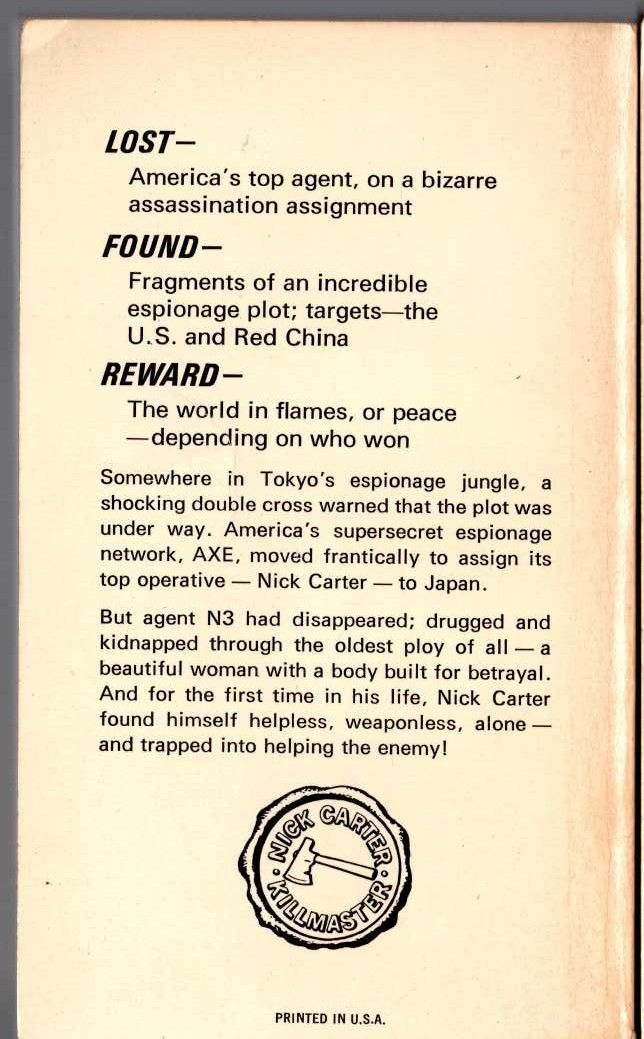 LOST—
America's top agent, on a bizarre
assassination assignment
FOUND—
Fragments of an incredible
espionage plot; targets—the
U.S. and Red China
REWARD—
The world in flames, or peace
—depending on who won
Somewhere in Tokyo's espionage jungle, a
shocking double cross warned that the plot was
under way. America's supersecret espionage
network, AXE, moved frantically to assign its
top operative — Nick Carter — to Japan.
But agent N3 had disappeared; drugged and
kidnapped through the oldest ploy of all — a
beautiful woman with a body built for betrayal.
And for the first time in his life, Nick Carter
found himself helpless, weaponless, alone —
and trapped into helping the enemy!
NICK CARTER
· KILLMASTER ·
PRINTED IN U.S.A.